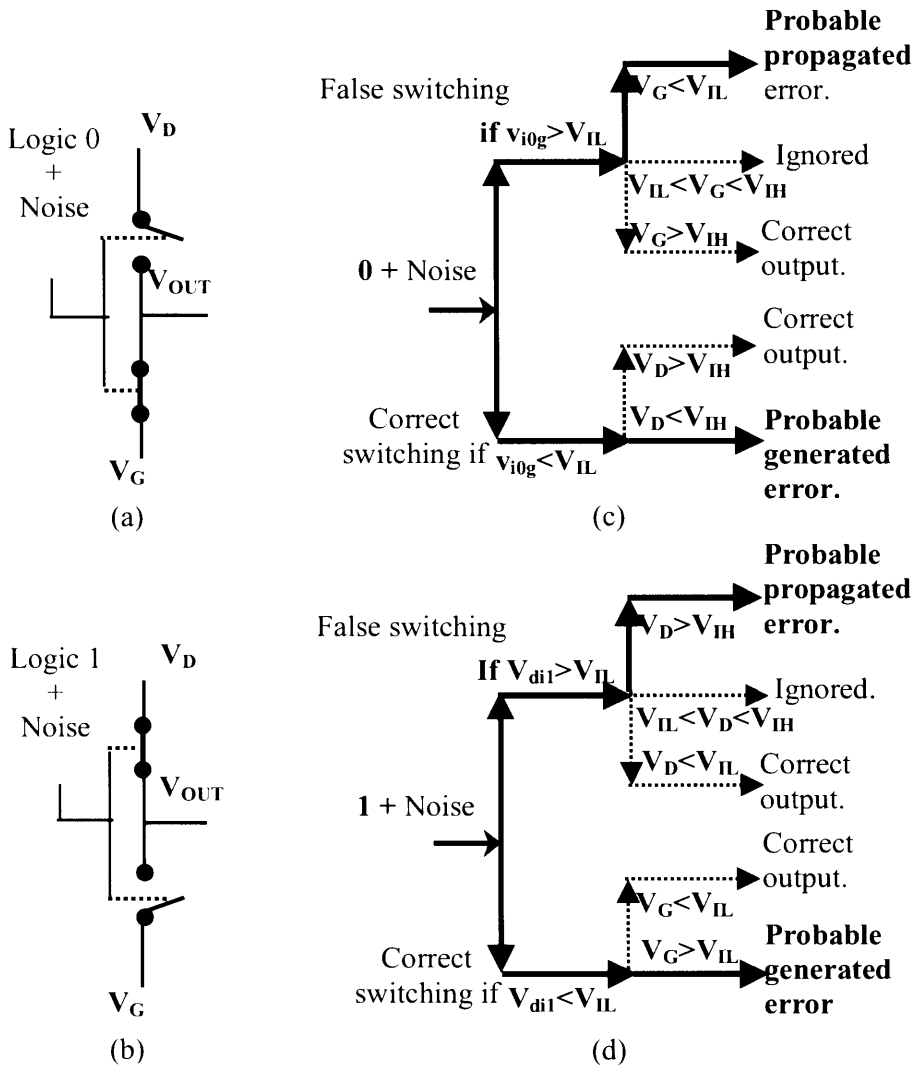 Logic 0
+
Noise
V_D
V_OUT
V_G
(a)
False switching
if v_i0g>V_IL
V_G<V_IL
Probable
propagated
error.
Ignored
V_IL<V_G<V_IH
V_G>V_IH
Correct
output.
0 + Noise
Correct
output.
V_D>V_IH
V_D<V_IH
Correct
switching if
v_i0g<V_IL
Probable
generated
error.
(c)
Logic 1
+
Noise
V_D
V_OUT
V_G
(b)
False switching
If V_di1>V_IL
V_D>V_IH
Probable
propagated
error.
Ignored.
V_IL<V_D<V_IH
V_D<V_IL
Correct
output.
1 + Noise
Correct
output.
V_G<V_IL
V_G>V_IL
Correct
switching if
V_di1<V_IL
Probable
generated
error
(d)